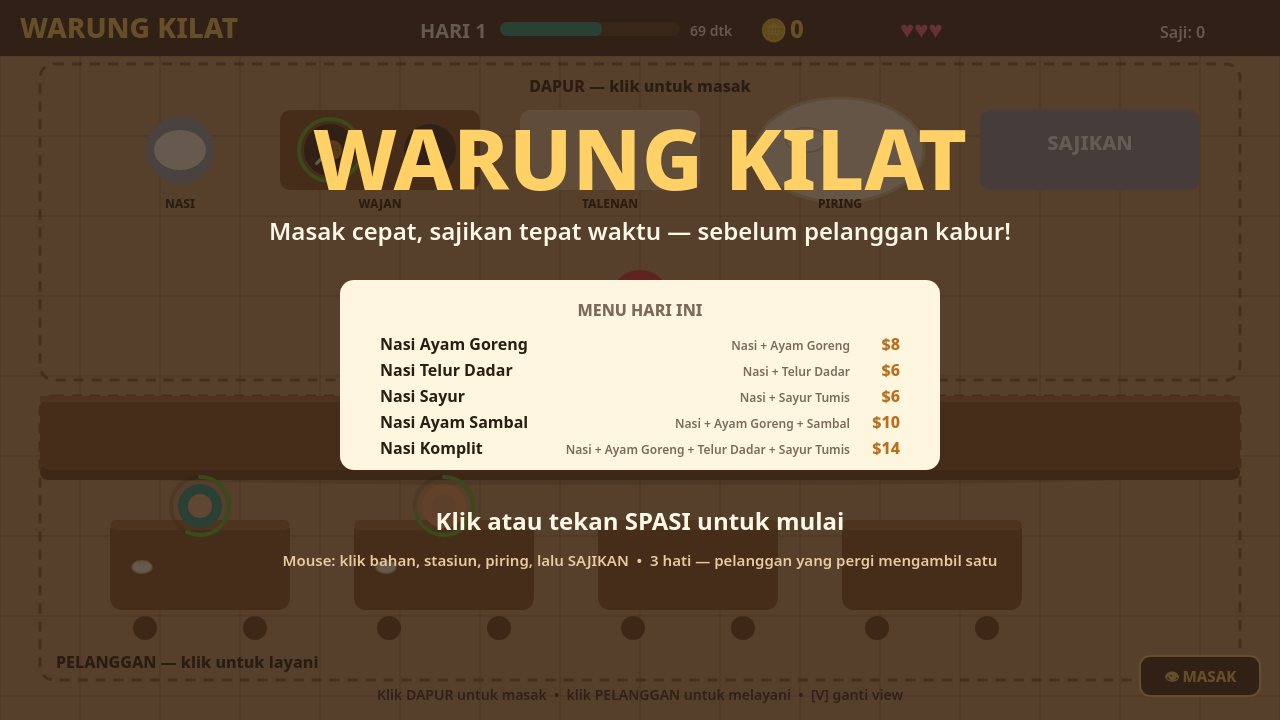 WARUNG KILAT
HARI 1
69 dtk
0
Saji: 0
DAPUR — klik untuk masak
SAJIKAN
WARUNG KILAT
NASI
WAJAN
TALENAN
PIRING
Masak cepat, sajikan tepat waktu — sebelum pelanggan kabur!
MENU HARI INI
Nasi Ayam Goreng Nasi + Ayam Goreng $8
Nasi Telur Dadar Nasi + Telur Dadar $6
Nasi Sayur Nasi + Sayur Tumis $6
Nasi Ayam Sambal Nasi + Ayam Goreng + Sambal $10
Nasi Komplit Nasi + Ayam Goreng + Telur Dadar + Sayur Tumis $14
Klik atau tekan SPASI untuk mulai
Mouse: klik bahan, stasiun, piring, lalu SAJIKAN • 3 hati — pelanggan yang pergi mengambil satu
PELANGGAN — klik untuk layani
MASAK
Klik DAPUR untuk masak • klik PELANGGAN untuk melayani • [V] ganti view